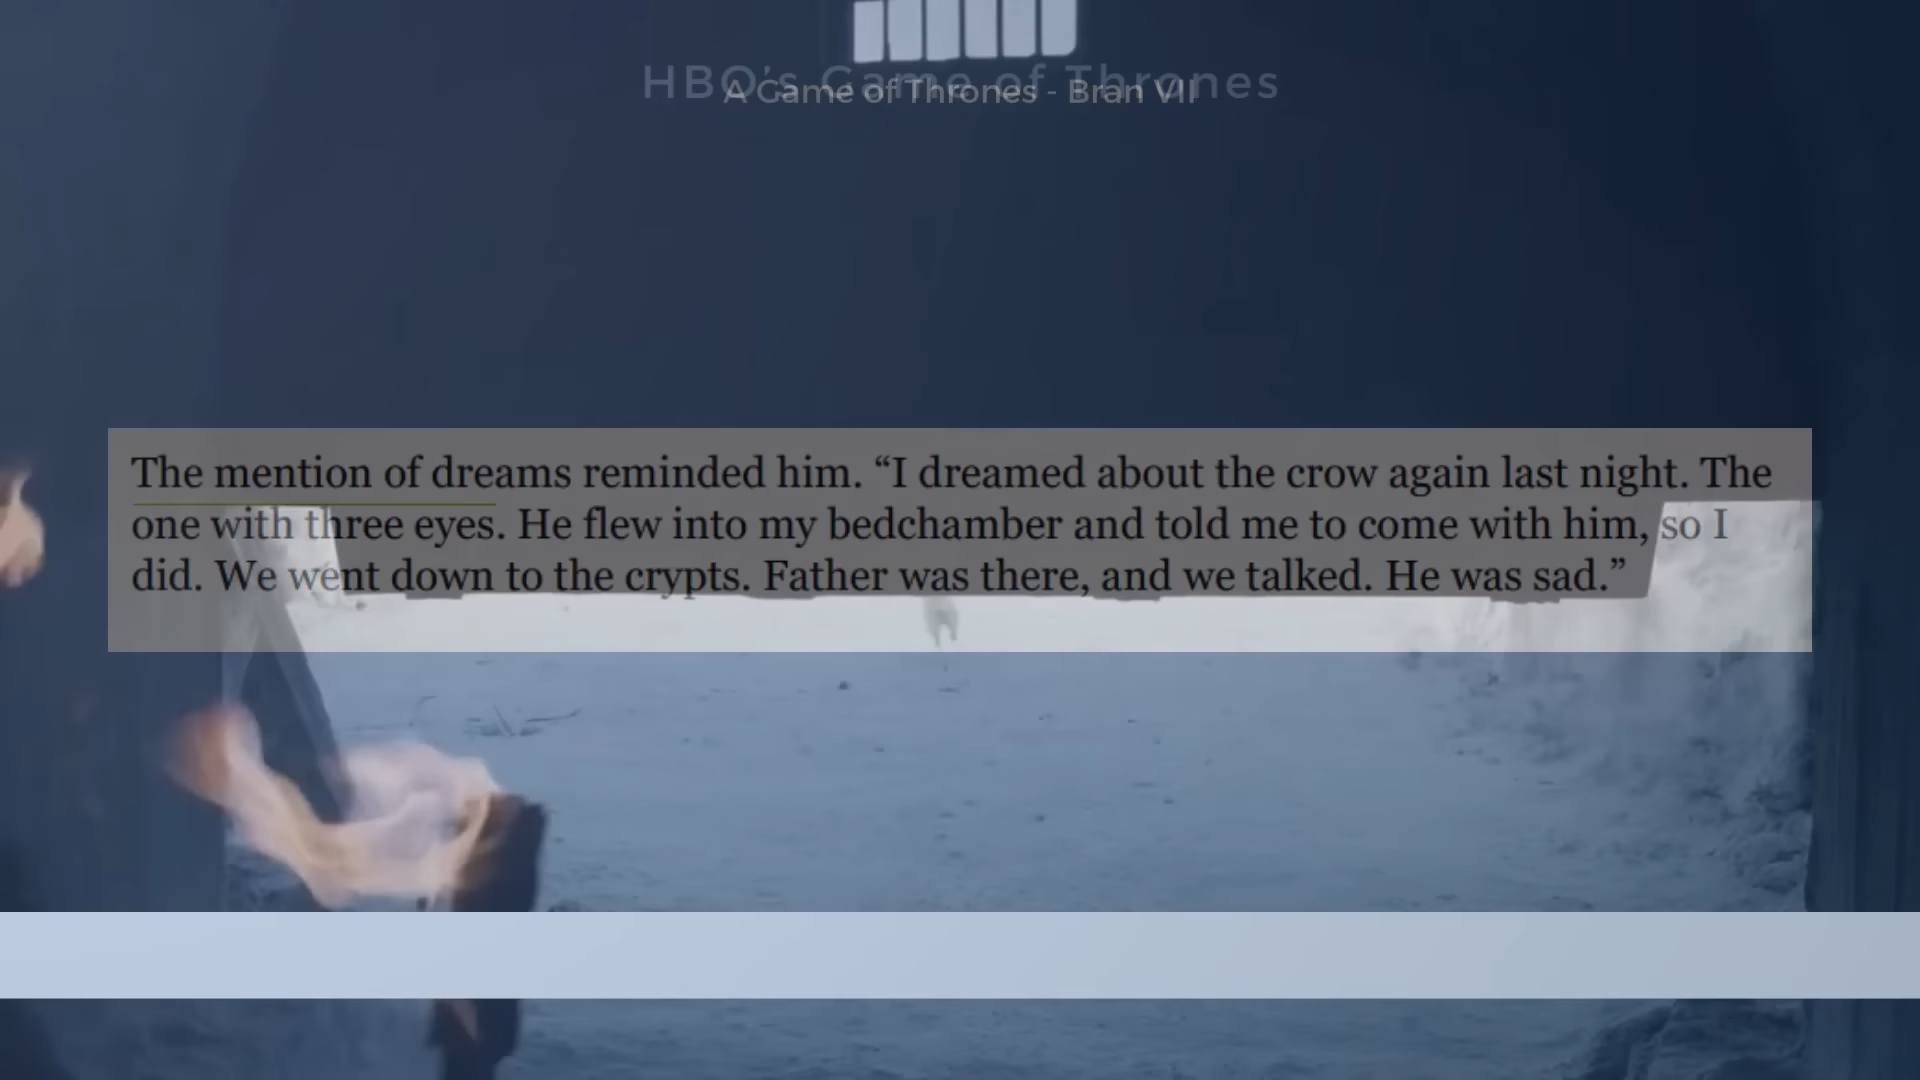 HBO's Game of Thrones
A Game of Thrones - Bran VII
The mention of dreams reminded him. “I dreamed about the crow again last night. The
one with three eyes. He flew into my bedchamber and told me to come with him, so I
did. We went down to the crypts. Father was there, and we talked. He was sad.”